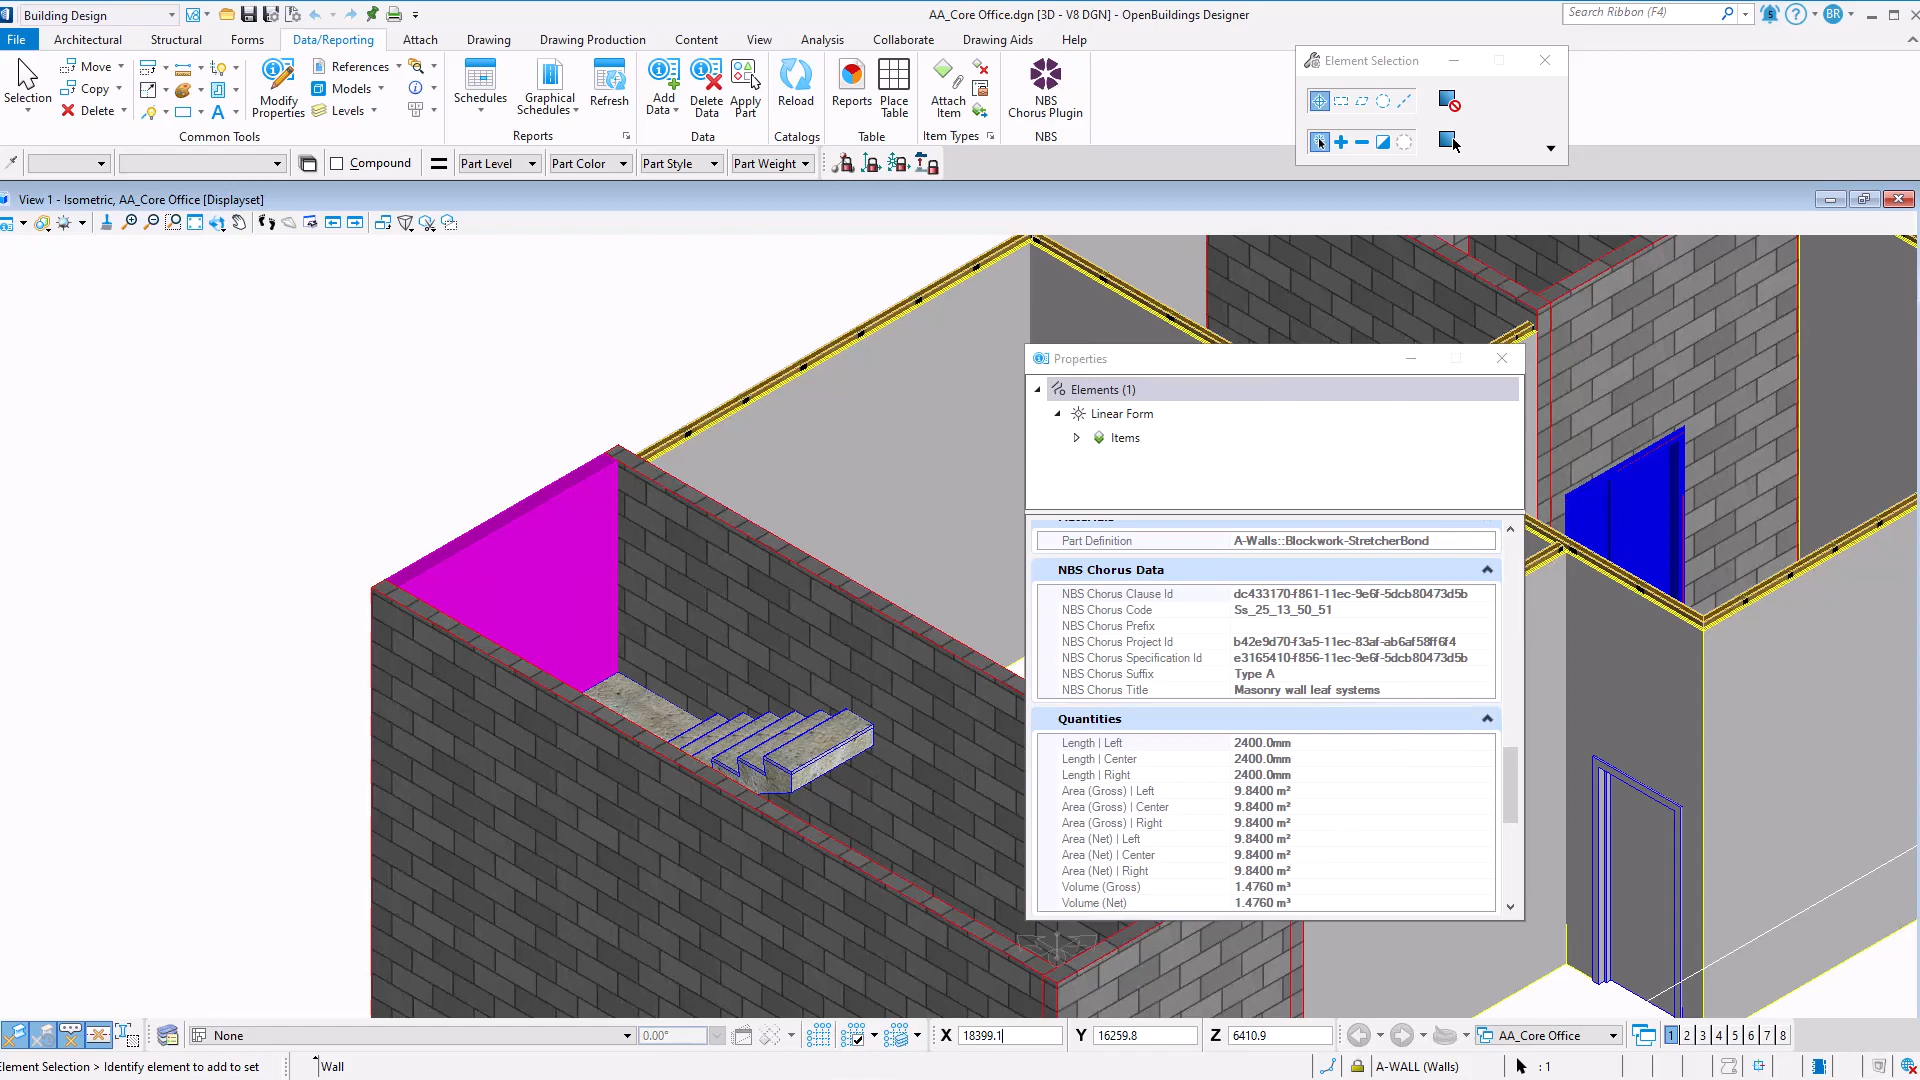 Building Design
AA_Core Office.dgn [3D - V8 DGN] - OpenBuildings Designer
Search Ribbon (F4)
5
BR
File
Architectural
Structural
Forms
Data/Reporting
Attach
Drawing
Drawing Production
Content
View
Analysis
Collaborate
Drawing Aids
Help
Selection
Move
Copy
Delete
Modify Properties
References
Models
Levels
Common Tools
Schedules
Graphical Schedules
Refresh
Reports
Add Data
Delete Data
Apply Part
Data
Reload
Catalogs
Reports
Place Table
Table
Attach Item
Item Types
NBS Chorus Plugin
NBS
Element Selection
Compound
Part Level
Part Color
Part Style
Part Weight
View 1 - Isometric, AA_Core Office [Displayset]
Properties
Elements (1)
Linear Form
Items
Part Definition A-Walls::Blockwork-StretcherBond
NBS Chorus Data
NBS Chorus Clause Id dc433170-f861-11ec-9e6f-5dcb80473d5b
NBS Chorus Code Ss_25_13_50_51
NBS Chorus Prefix
NBS Chorus Project Id b42e9d70-f3a5-11ec-83af-ab6af58ff6f4
NBS Chorus Specification Id e3165410-f856-11ec-9e6f-5dcb80473d5b
NBS Chorus Suffix Type A
NBS Chorus Title Masonry wall leaf systems
Quantities
Length | Left 2400.0mm
Length | Center 2400.0mm
Length | Right 2400.0mm
Area (Gross) | Left 9.8400 m²
Area (Gross) | Center 9.8400 m²
Area (Gross) | Right 9.8400 m²
Area (Net) | Left 9.8400 m²
Area (Net) | Center 9.8400 m²
Area (Net) | Right 9.8400 m²
Volume (Gross) 1.4760 m³
Volume (Net) 1.4760 m³
None
0.00°
X 18399.1
Y 16259.8
Z 6410.9
AA_Core Office
1 2 3 4 5 6 7 8
Element Selection > Identify element to add to set
Wall
A-WALL (Walls)
: 1